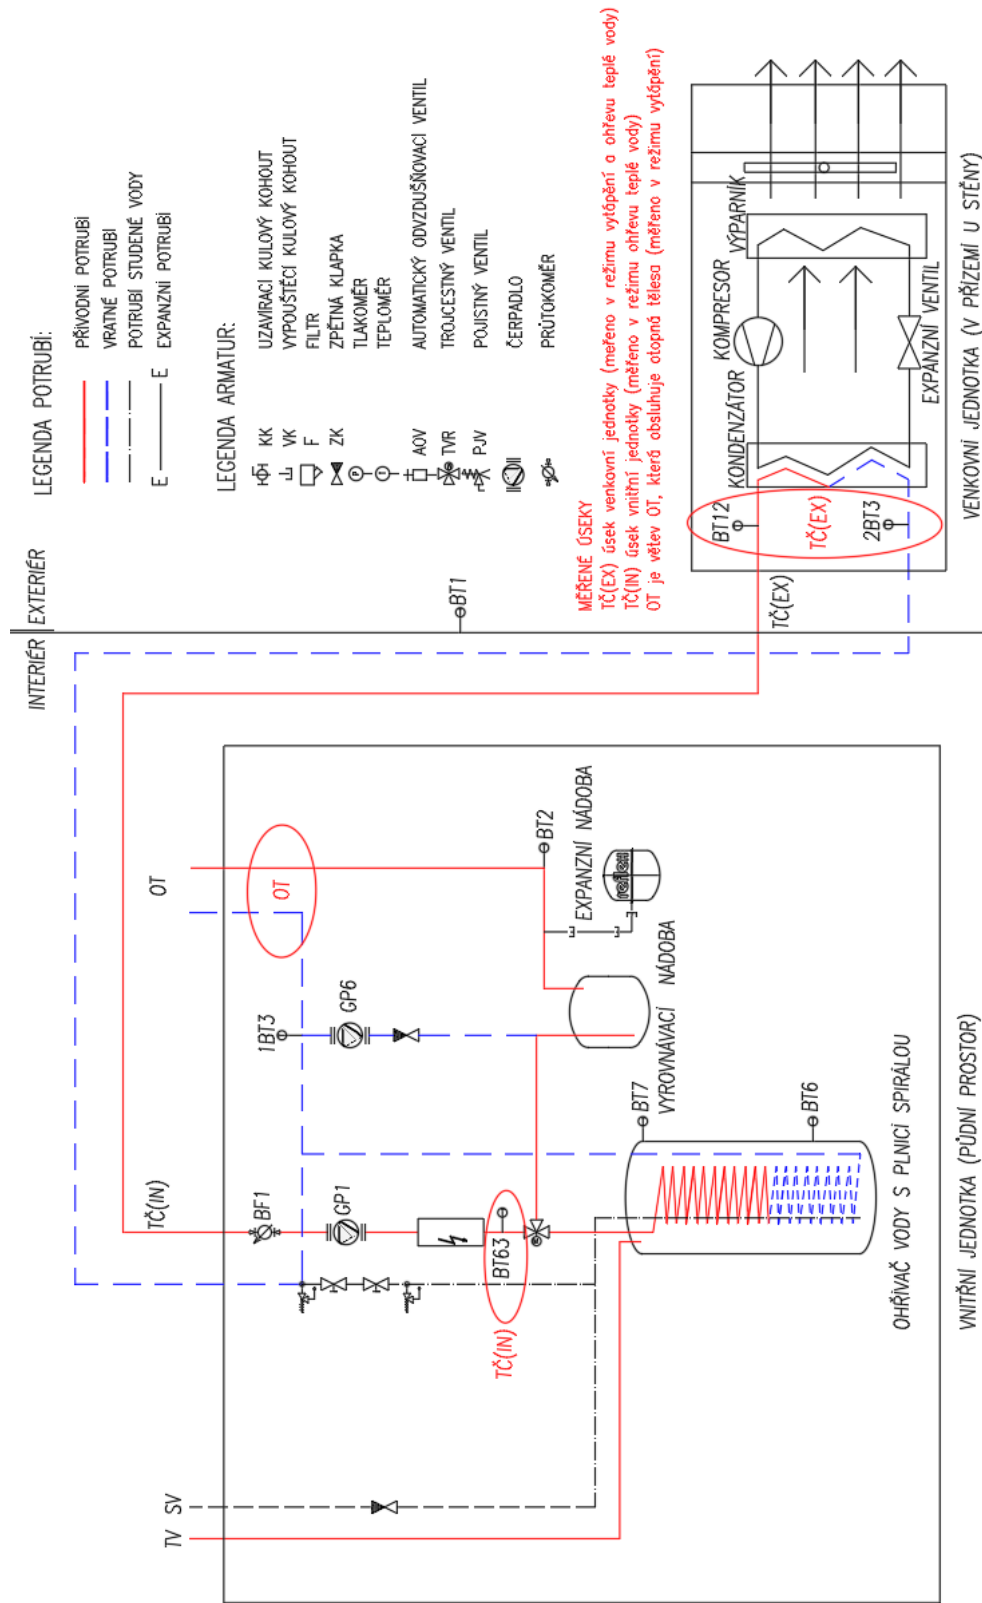 LEGENDA POTRUBÍ:
PŘÍVODNÍ POTRUBÍ
VRATNÉ POTRUBÍ
POTRUBÍ STUDENÉ VODY
E E EXPANZNÍ POTRUBÍ
LEGENDA ARMATUR:
KK UZAVÍRACÍ KULOVÝ KOHOUT
VK VYPOUŠTĚCÍ KULOVÝ KOHOUT
F FILTR
ZK ZPĚTNÁ KLAPKA
P TLAKOMĚR
T TEPLOMĚR
AOV AUTOMATICKÝ ODVZDUŠŇOVACÍ VENTIL
TVR TROJCESTNÝ VENTIL
PJV POJISTNÝ VENTIL
ČERPADLO
PRŮTOKOMĚR
MĚŘENÉ ÚSEKY
TČ(EX) úsek venkovní jednotky (meřeno v režimu vytápění a ohřevu teplé vody)
TČ(IN) úsek vnitřní jednotky (měřeno v režimu ohřevu teplé vody)
OT je větev OT, která obsluhuje otopná tělesa (měřeno v režimu vytápění)
INTERIÉR
EXTERIÉR
BT1
TČ(EX)
BT12
TČ(EX)
2BT3
KONDENZÁTOR
KOMPRESOR
VÝPARNÍK
EXPANZNÍ VENTIL
VENKOVNÍ JEDNOTKA (V PŘÍZEMÍ U STĚNY)
TV
SV
TČ(IN)
OT
OT
BF1
GP1
1BT3
GP6
BT2
BT63
TČ(IN)
EXPANZNÍ NÁDOBA
reflex
VYROVNÁVACÍ NÁDOBA
BT7
BT6
OHŘÍVAČ VODY S PLNICÍ SPIRÁLOU
VNITŘNÍ JEDNOTKA (PŮDNÍ PROSTOR)